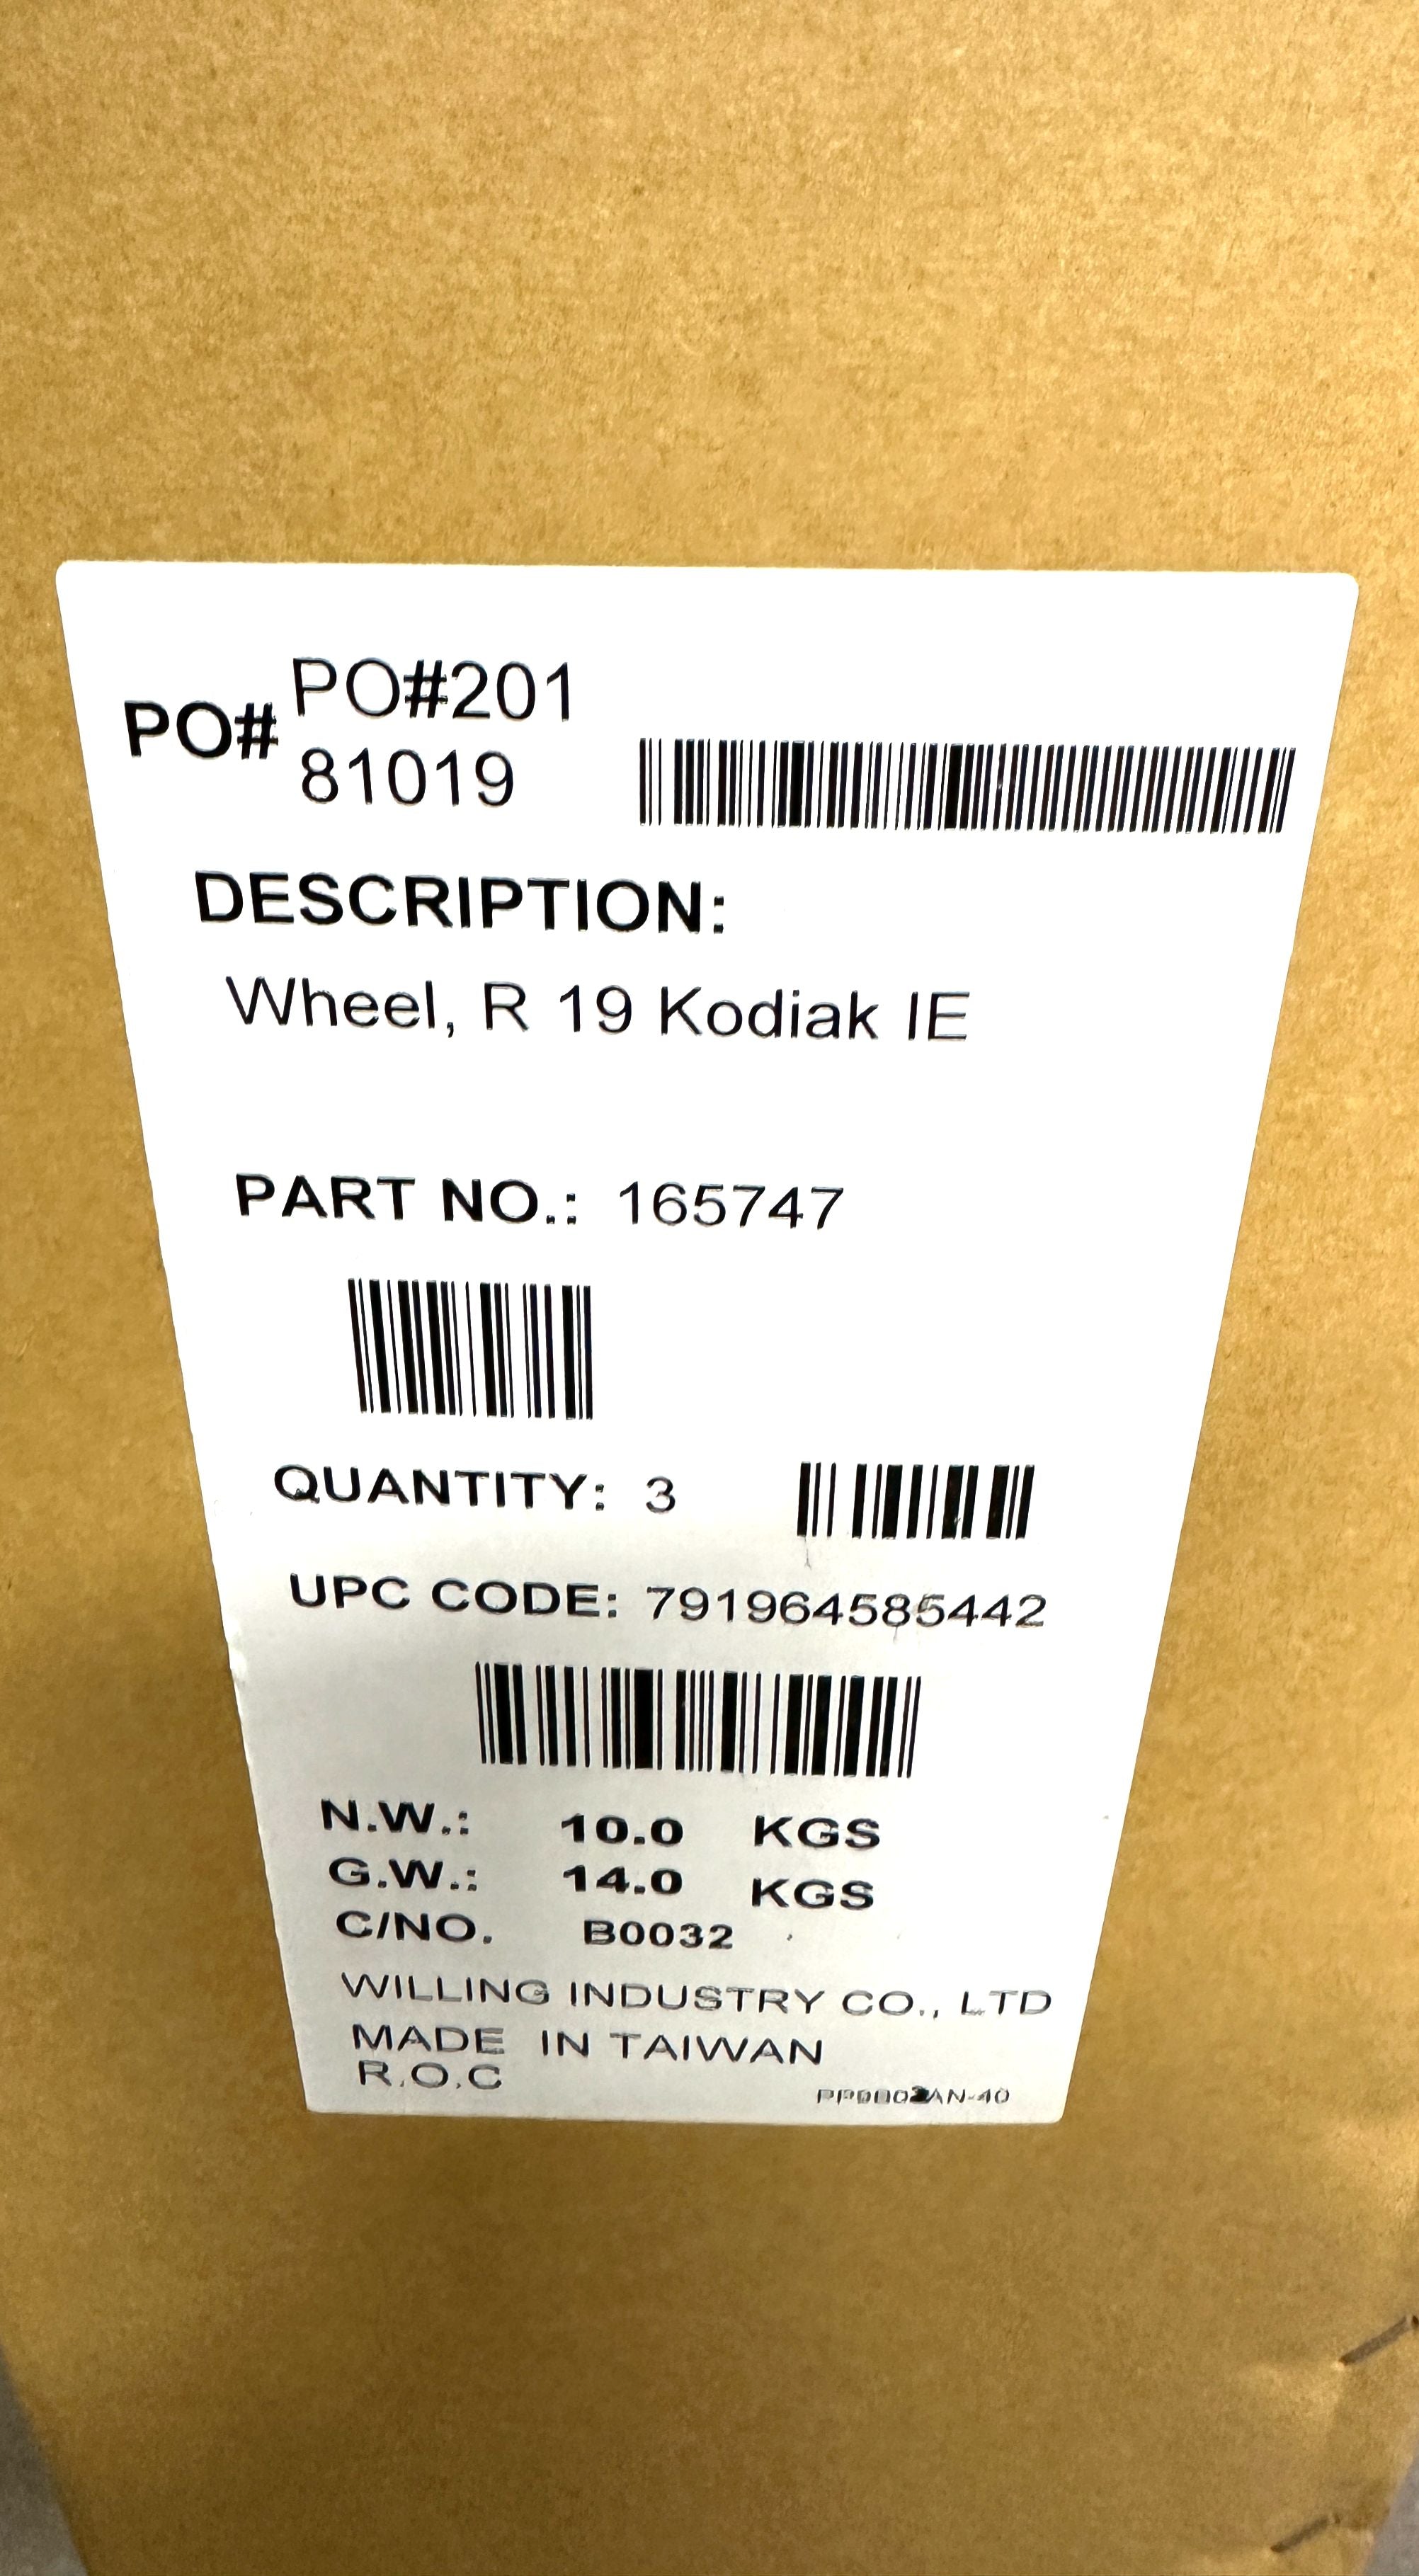 PO# PO#201
81019
DESCRIPTION:
Wheel, R 19 Kodiak IE
PART NO.: 165747
QUANTITY: 3
UPC CODE: 791964585442
N.W.: 10.0 KGS
G.W.: 14.0 KGS
C/NO. B0032
WILLING INDUSTRY CO., LTD
MADE IN TAIWAN
R.O.C